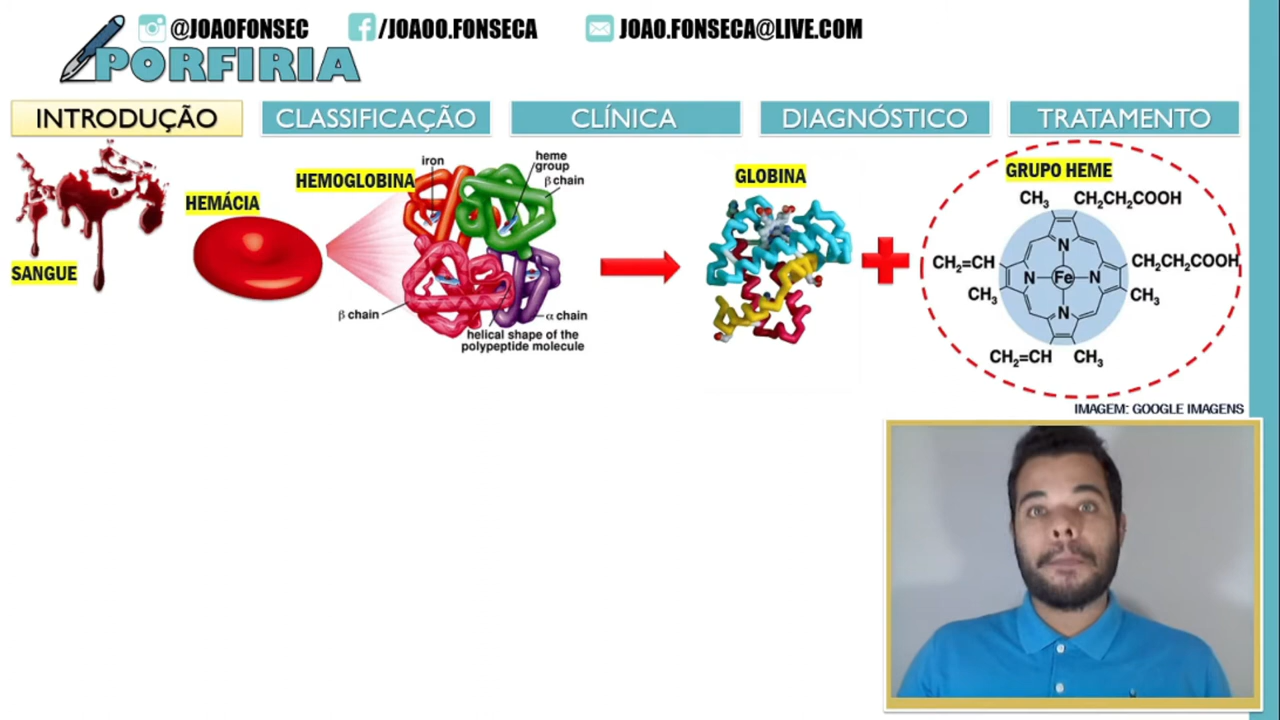 @JOAOFONSEC /JOAOO.FONSECA JOAO.FONSECA@LIVE.COM
PORFIRIA
INTRODUÇÃO CLASSIFICAÇÃO CLÍNICA DIAGNÓSTICO TRATAMENTO
SANGUE
HEMÁCIA
HEMOGLOBINA
iron
heme
group
β chain
β chain
α chain
helical shape of the
polypeptide molecule
GLOBINA
GRUPO HEME
CH₃ CH₂CH₂COOH
CH₂=CH CH₂CH₂COOH
N
N Fe N
N
CH₃ CH₃
CH₂=CH CH₃
IMAGEM: GOOGLE IMAGENS